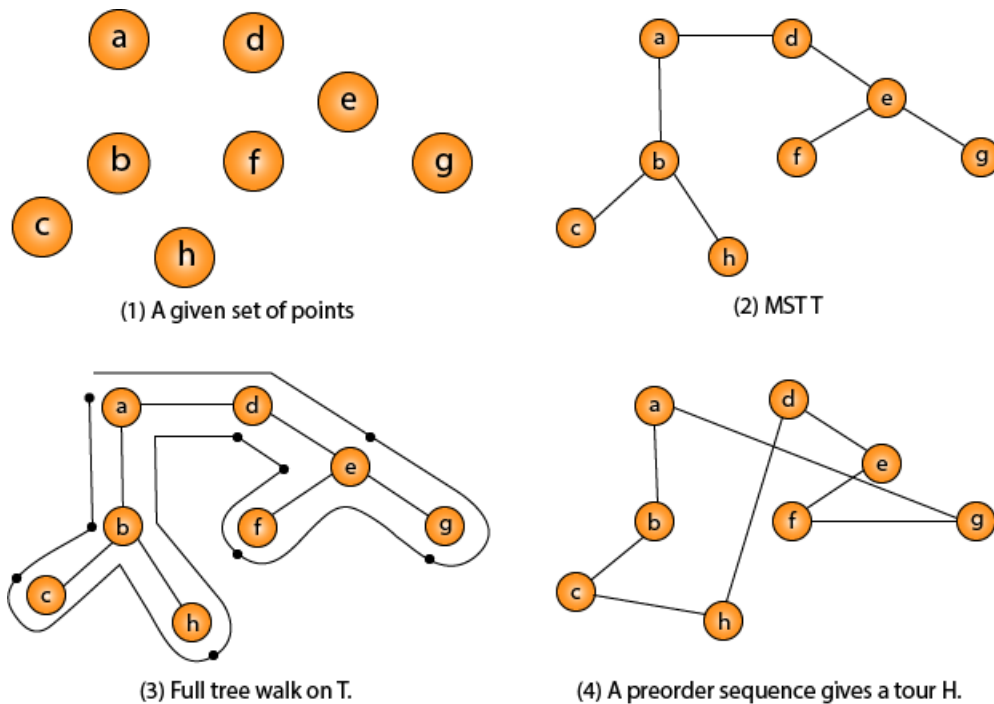 a d
e
b f g
c
h
(1) A given set of points
a d
e
f g
b
c
h
(2) MST T
a d
e
b f g
c
h
(3) Full tree walk on T.
a d
e
b f g
c
h
(4) A preorder sequence gives a tour H.